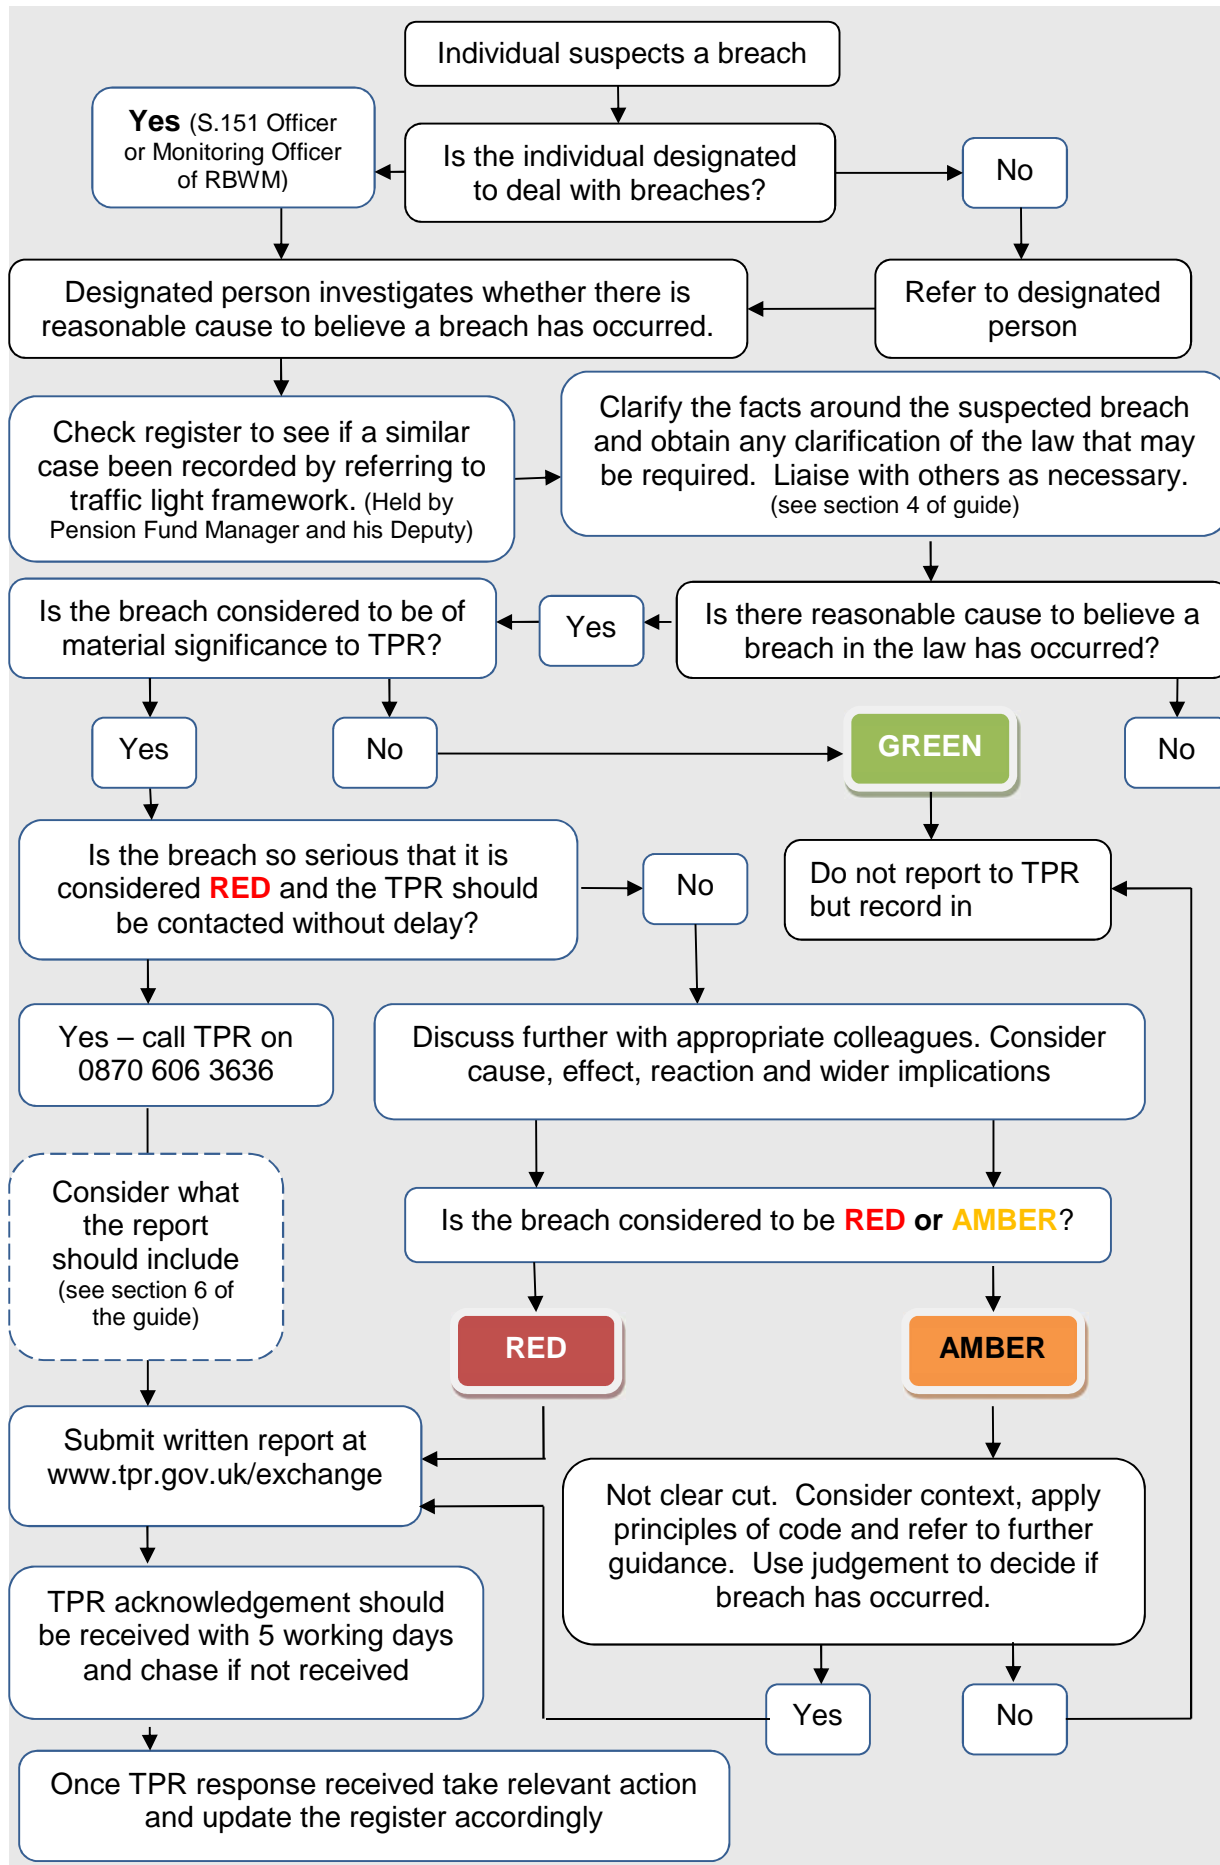 Individual suspects a breach
Yes (S.151 Officer
or Monitoring Officer
of RBWM)
Is the individual designated
to deal with breaches?
No
Designated person investigates whether there is
reasonable cause to believe a breach has occurred.
Refer to designated
person
Check register to see if a similar
case been recorded by referring to
traffic light framework. (Held by
Pension Fund Manager and his Deputy)
Clarify the facts around the suspected breach
and obtain any clarification of the law that may
be required.  Liaise with others as necessary.
(see section 4 of guide)
Is the breach considered to be of
material significance to TPR?
Yes
Is there reasonable cause to believe a
breach in the law has occurred?
Yes
No
GREEN
No
Is the breach so serious that it is
considered RED and the TPR should
be contacted without delay?
No
Do not report to TPR
but record in
Yes – call TPR on
0870 606 3636
Discuss further with appropriate colleagues. Consider
cause, effect, reaction and wider implications
Consider what
the report
should include
(see section 6 of
the guide)
Is the breach considered to be RED or AMBER?
RED
AMBER
Submit written report at
www.tpr.gov.uk/exchange
Not clear cut.  Consider context, apply
principles of code and refer to further
guidance.  Use judgement to decide if
breach has occurred.
TPR acknowledgement should
be received with 5 working days
and chase if not received
Yes
No
Once TPR response received take relevant action
and update the register accordingly